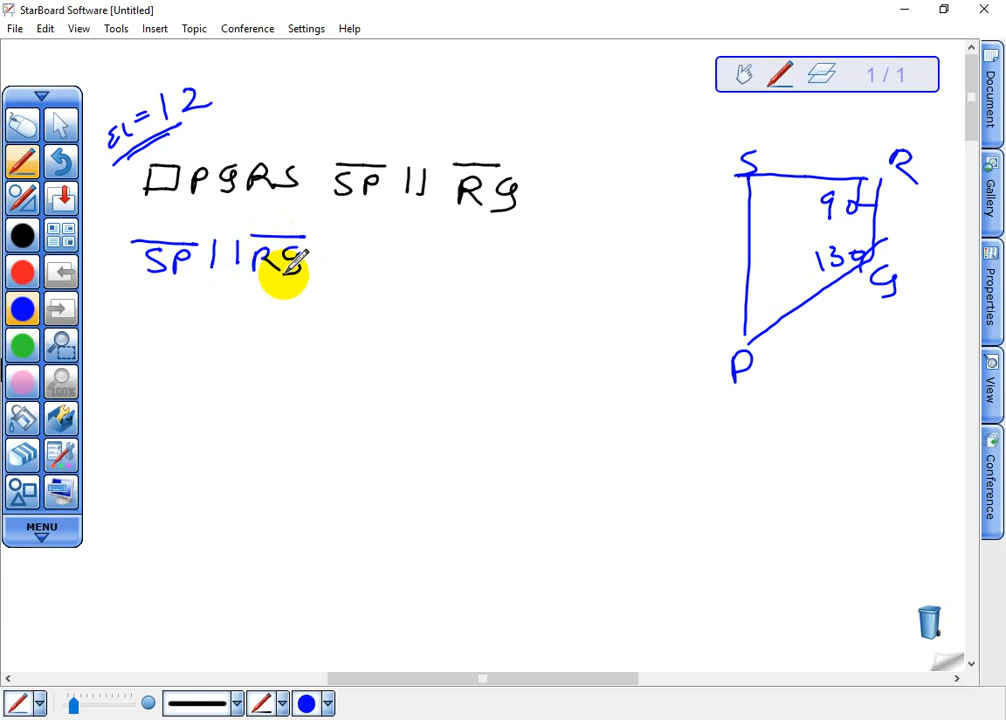 StarBoard Software [Untitled]
File Edit View Tools Insert Topic Conference Settings Help
1 / 1
=12
□PQRS SP || RQ
SP || RQ
S R
90
130
Q
P
100%
MENU
Document
Gallery
Properties
View
Conference